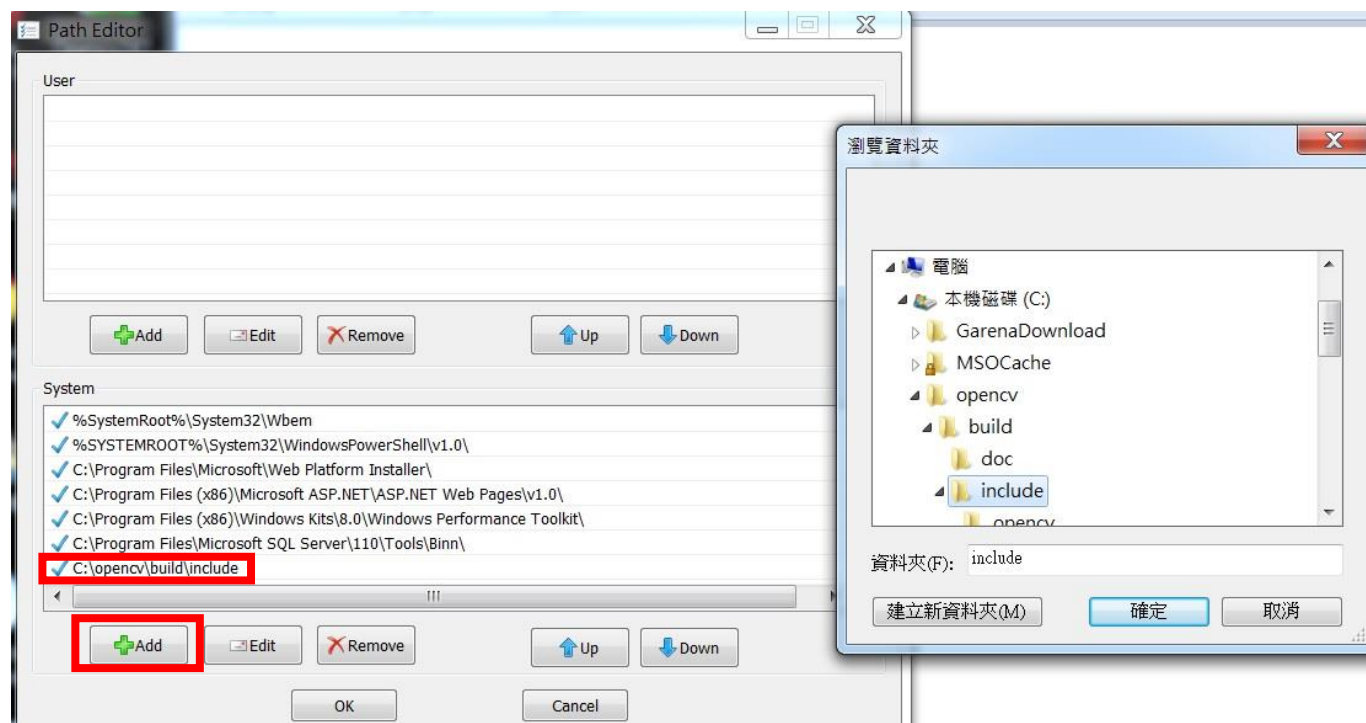 Path Editor
User
Add
Edit
Remove
Up
Down
System
%SystemRoot%\System32\Wbem
%SYSTEMROOT%\System32\WindowsPowerShell\v1.0\
C:\Program Files\Microsoft\Web Platform Installer\
C:\Program Files (x86)\Microsoft ASP.NET\ASP.NET Web Pages\v1.0\
C:\Program Files (x86)\Windows Kits\8.0\Windows Performance Toolkit\
C:\Program Files\Microsoft SQL Server\110\Tools\Binn\
C:\opencv\build\include
Add
Edit
Remove
Up
Down
OK
Cancel
瀏覽資料夾
電腦
本機磁碟 (C:)
GarenaDownload
MSOCache
opencv
build
doc
include
opencv
資料夾(F):
include
建立新資料夾(M)
確定
取消